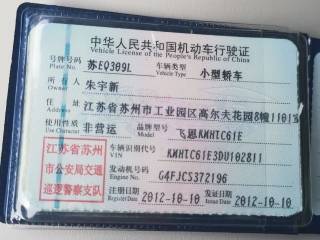 中华人民共和国机动车行驶证
Vehicle License of the People's Republic of China
号牌号码 Plate No. 苏EQ309L 车辆类型 Vehicle Type 小型轿车
所有人 Owner 朱宇新
住址 Address 江苏省苏州市工业园区高尔夫花园8幢1101室
使用性质 Use Character 非营运 品牌型号 Model 飞思KMHTC61E
江苏省苏州市公安局交通巡逻警察支队
车辆识别代号 VIN KMHTC61E3DU102811
发动机号码 Engine No. G4FJCS372196
注册日期 Register Date 2012-10-10 发证日期 Issue Date 2012-10-10